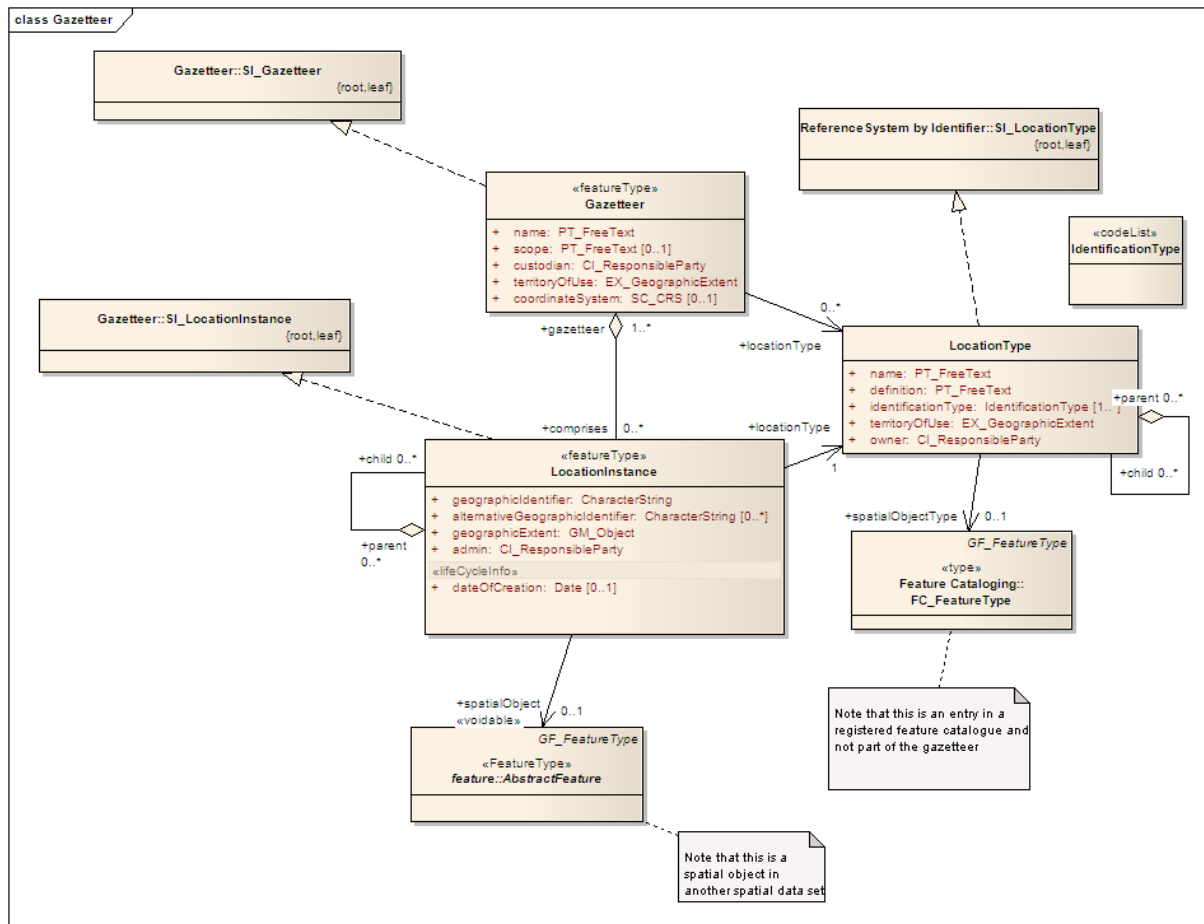 class Gazetteer
Gazetteer::SI_Gazetteer
{root,leaf}
ReferenceSystem by Identifier::SI_LocationType
{root,leaf}
«featureType»
Gazetteer
+ name: PT_FreeText
+ scope: PT_FreeText [0..1]
+ custodian: CI_ResponsibleParty
+ territoryOfUse: EX_GeographicExtent
+ coordinateSystem: SC_CRS [0..1]
«codeList»
IdentificationType
Gazetteer::SI_LocationInstance
{root,leaf}
+gazetteer 1..*
0..*
+locationType
LocationType
+ name: PT_FreeText
+ definition: PT_FreeText
+ identificationType: IdentificationType [1..
+ territoryOfUse: EX_GeographicExtent
+ owner: CI_ResponsibleParty
+parent 0..*
+child 0..*
+comprises 0..*
+locationType
1
«featureType»
LocationInstance
+ geographicIdentifier: CharacterString
+ alternativeGeographicIdentifier: CharacterString [0..*]
+ geographicExtent: GM_Object
+ admin: CI_ResponsibleParty
«lifeCycleInfo»
+ dateOfCreation: Date [0..1]
+child 0..*
+parent
0..*
+spatialObjectType 0..1
GF_FeatureType
«type»
Feature Cataloging::
FC_FeatureType
Note that this is an entry in a
registered feature catalogue and
not part of the gazetteer
+spatialObject
«voidable»
0..1
GF_FeatureType
«FeatureType»
feature::AbstractFeature
Note that this is a
spatial object in
another spatial data set